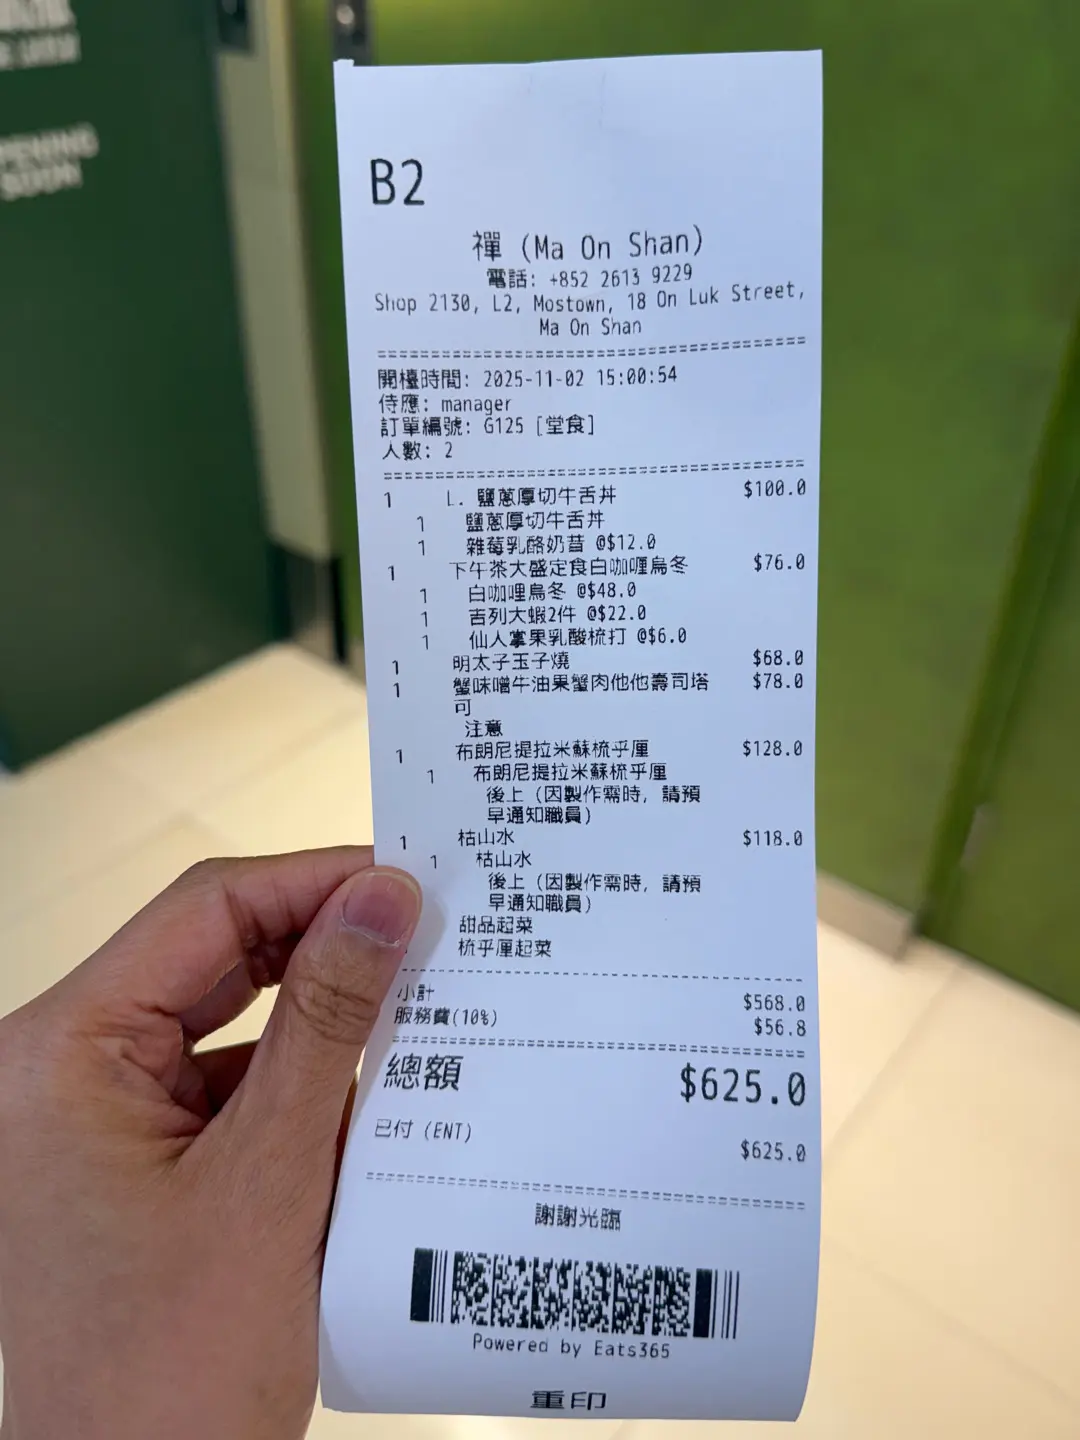 PENING
SOON
B2
禪 (Ma On Shan)
電話: +852 2613 9229
Shop 2130, L2, Mostown, 18 On Luk Street,
Ma On Shan
開檯時間: 2025-11-02 15:00:54
侍應: manager
訂單編號: G125 [堂食]
人數: 2
1 L. 鹽蔥厚切牛舌丼 $100.0
1 鹽蔥厚切牛舌丼
1 雜莓乳酪奶昔 @$12.0
1 下午茶大盛定食白咖喱烏冬 $76.0
1 白咖哩烏冬 @$48.0
1 吉列大蝦2件 @$22.0
1 仙人掌果乳酸梳打 @$6.0
1 明太子玉子燒 $68.0
1 蟹味噌牛油果蟹肉他他壽司塔 $78.0
可
注意
1 布朗尼提拉米蘇梳乎厘 $128.0
1 布朗尼提拉米蘇梳乎厘
後上 (因製作需時, 請預
早通知職員)
1 枯山水 $118.0
1 枯山水
後上 (因製作需時, 請預
早通知職員)
甜品起菜
梳乎厘起菜
小計 $568.0
服務費(10%) $56.8
總額 $625.0
已付 (ENT) $625.0
謝謝光臨
Powered by Eats365
重印